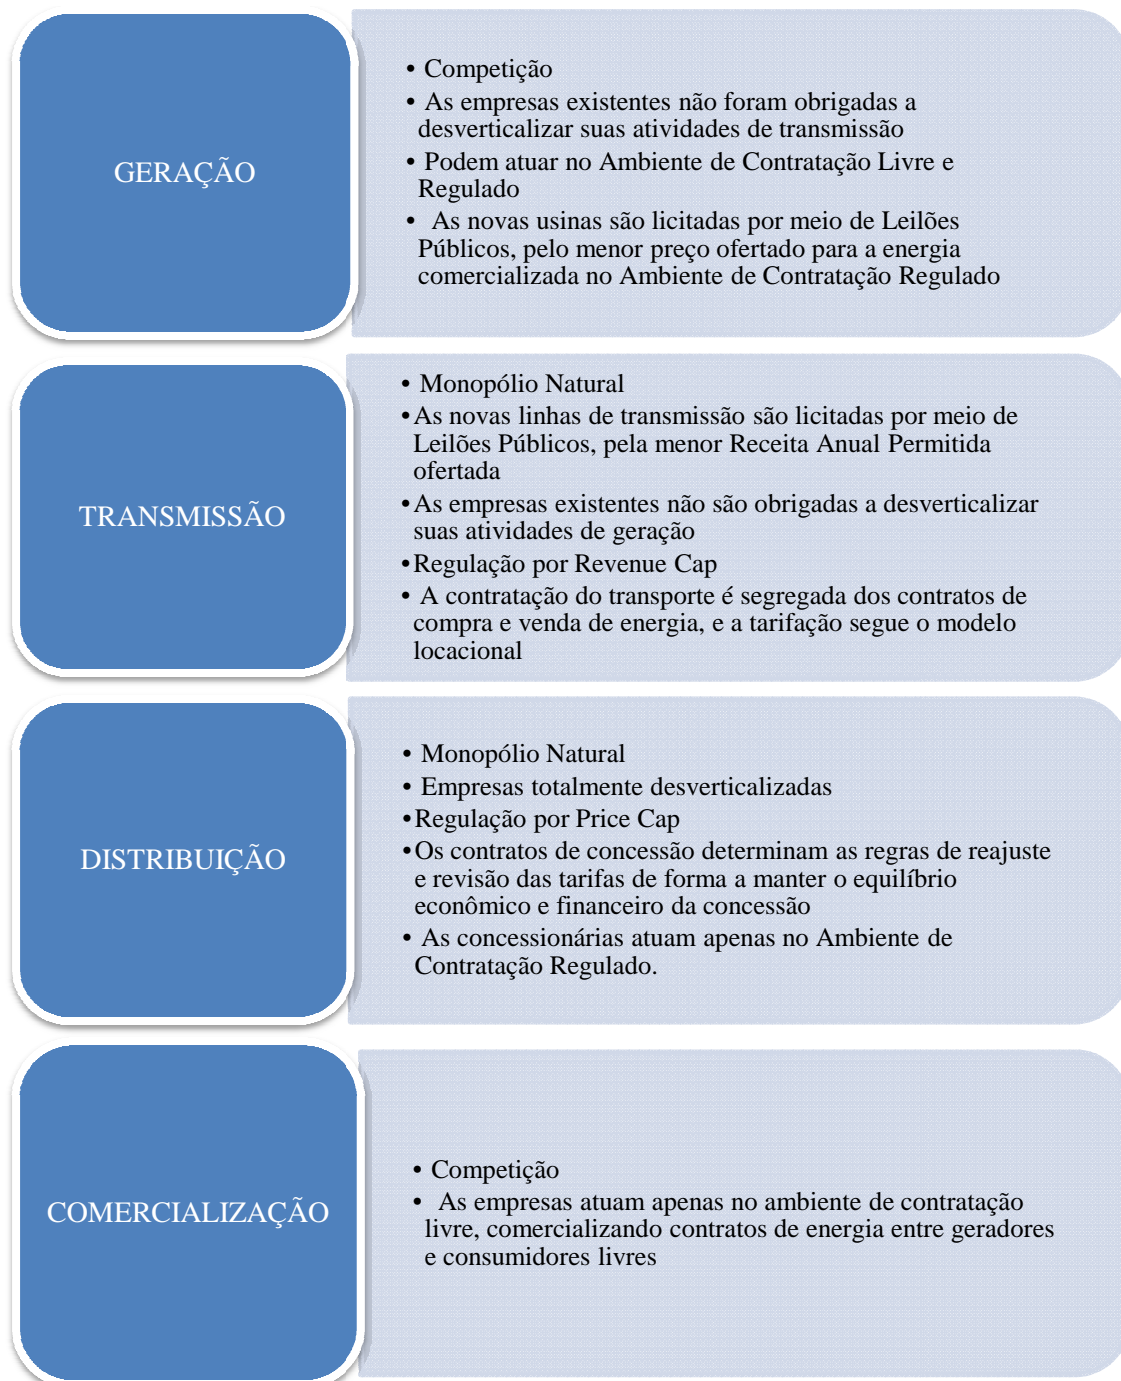 GERAÇÃO
• Competição
• As empresas existentes não foram obrigadas a
desverticalizar suas atividades de transmissão
• Podem atuar no Ambiente de Contratação Livre e
Regulado
• As novas usinas são licitadas por meio de Leilões
Públicos, pelo menor preço ofertado para a energia
comercializada no Ambiente de Contratação Regulado
TRANSMISSÃO
• Monopólio Natural
• As novas linhas de transmissão são licitadas por meio de
Leilões Públicos, pela menor Receita Anual Permitida
ofertada
• As empresas existentes não são obrigadas a desverticalizar
suas atividades de geração
• Regulação por Revenue Cap
• A contratação do transporte é segregada dos contratos de
compra e venda de energia, e a tarifação segue o modelo
locacional
DISTRIBUIÇÃO
• Monopólio Natural
• Empresas totalmente desverticalizadas
• Regulação por Price Cap
• Os contratos de concessão determinam as regras de reajuste
e revisão das tarifas de forma a manter o equilíbrio
econômico e financeiro da concessão
• As concessionárias atuam apenas no Ambiente de
Contratação Regulado.
COMERCIALIZAÇÃO
• Competição
• As empresas atuam apenas no ambiente de contratação
livre, comercializando contratos de energia entre geradores
e consumidores livres